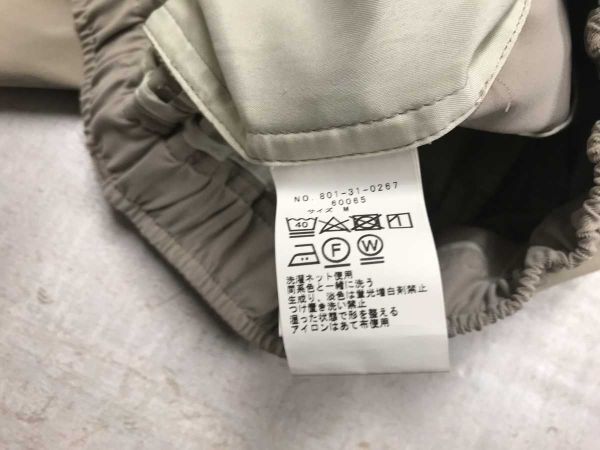 NO. 801-31-0267
60065
サイズ M
40
F W
洗濯ネット使用
同系色と一緒に洗う
生成り、淡色は蛍光増白剤禁止
つけ置き洗い禁止
湿った状態で形を整える
アイロンはあて布使用